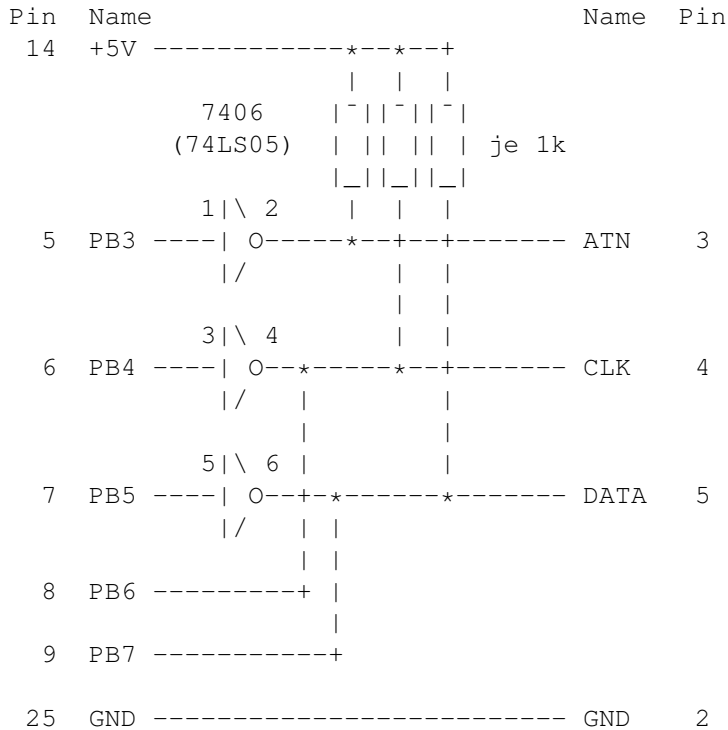 Pin Name Name Pin
14 +5V
7406
(74LS05) je 1k
1 2
5 PB3 O ATN 3
3 4
6 PB4 O CLK 4
5 6
7 PB5 O DATA 5
8 PB6
9 PB7
25 GND GND 2